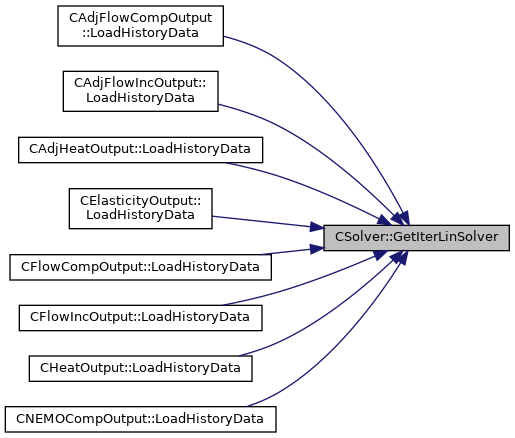 CAdjFlowCompOutput
::LoadHistoryData
CAdjFlowIncOutput::
LoadHistoryData
CAdjHeatOutput::LoadHistoryData
CElasticityOutput::
LoadHistoryData
CSolver::GetIterLinSolver
CFlowCompOutput::LoadHistoryData
CFlowIncOutput::LoadHistoryData
CHeatOutput::LoadHistoryData
CNEMOCompOutput::LoadHistoryData